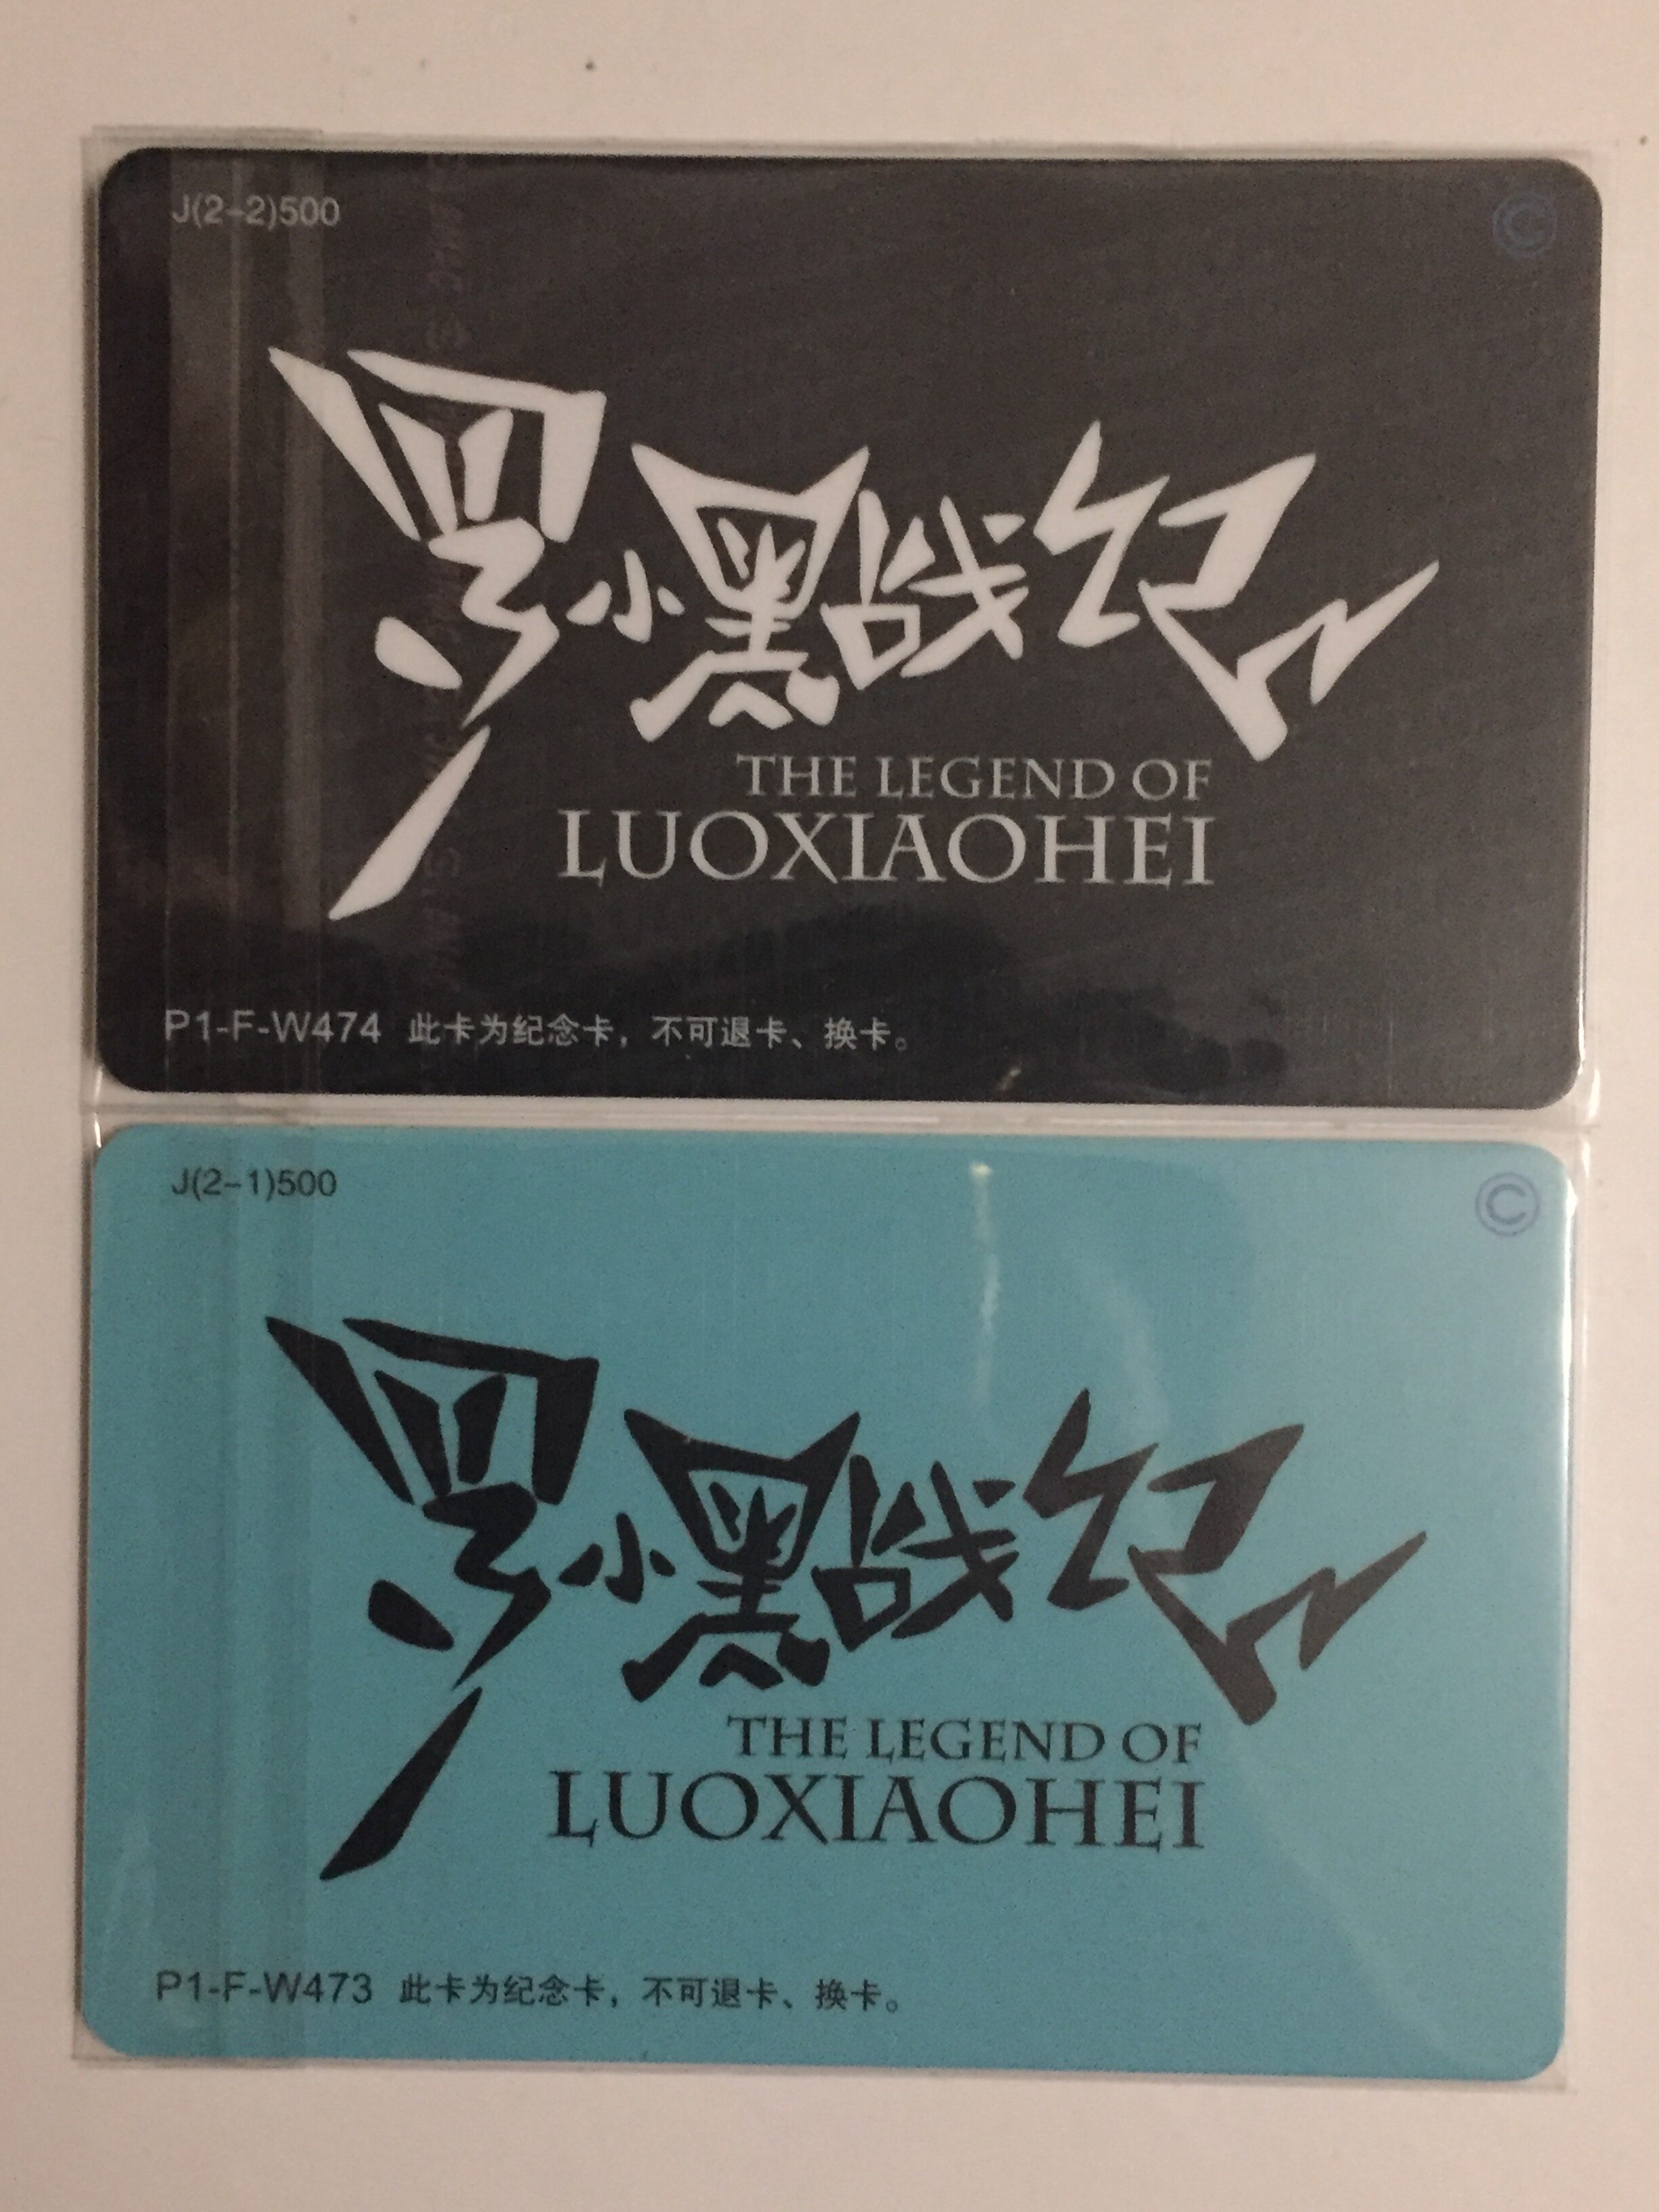 J(2-2)500
©
罗小黑战记
THE LEGEND OF
LUOXIAOHEI
P1-F-W474 此卡为纪念卡，不可退卡、换卡。
J(2-1)500
©
罗小黑战记
THE LEGEND OF
LUOXIAOHEI
P1-F-W473 此卡为纪念卡，不可退卡、换卡。